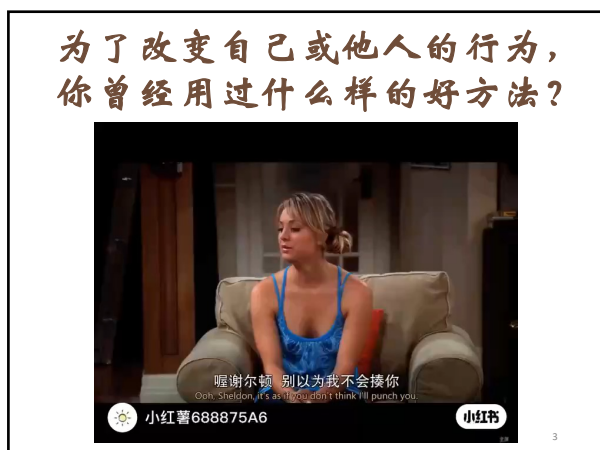 为了改变自己或他人的行为，
你曾经用过什么样的好方法？
喔谢尔顿 别以为我不会揍你
Ooh, Sheldon, it's as if you don't think I'll punch you.
小红薯688875A6
小红书
3